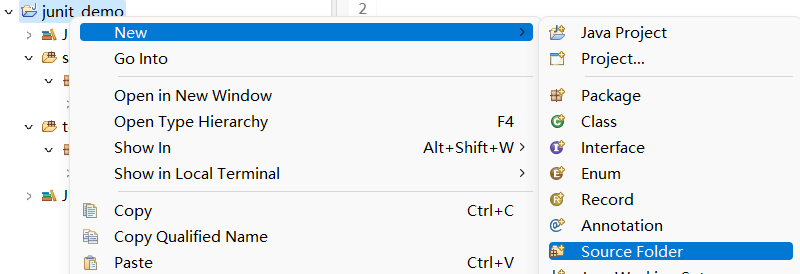 junit_demo
2
New
Go Into
Open in New Window
Open Type Hierarchy F4
Show In Alt+Shift+W
Show in Local Terminal
Copy Ctrl+C
Copy Qualified Name
Paste Ctrl+V
Java Project
Project...
Package
Class
Interface
Enum
Record
Annotation
Source Folder